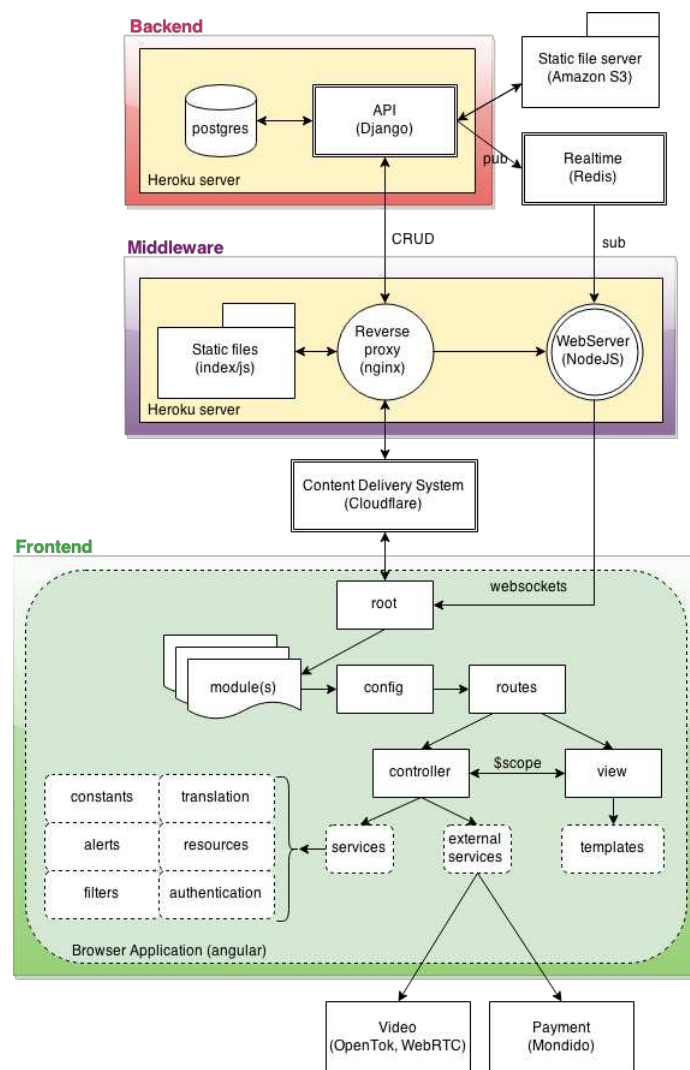 Backend
Static file server
(Amazon S3)
API
(Django)
postgres
pub
Realtime
(Redis)
Heroku server
CRUD
sub
Middleware
Static files
(index/js)
Reverse
proxy
(nginx)
WebServer
(NodeJS)
Heroku server
Content Delivery System
(Cloudflare)
Frontend
root
websockets
module(s)
config
routes
controller
$scope
view
constants
translation
alerts
resources
filters
authentication
services
external
services
templates
Browser Application (angular)
Video
(OpenTok, WebRTC)
Payment
(Mondido)